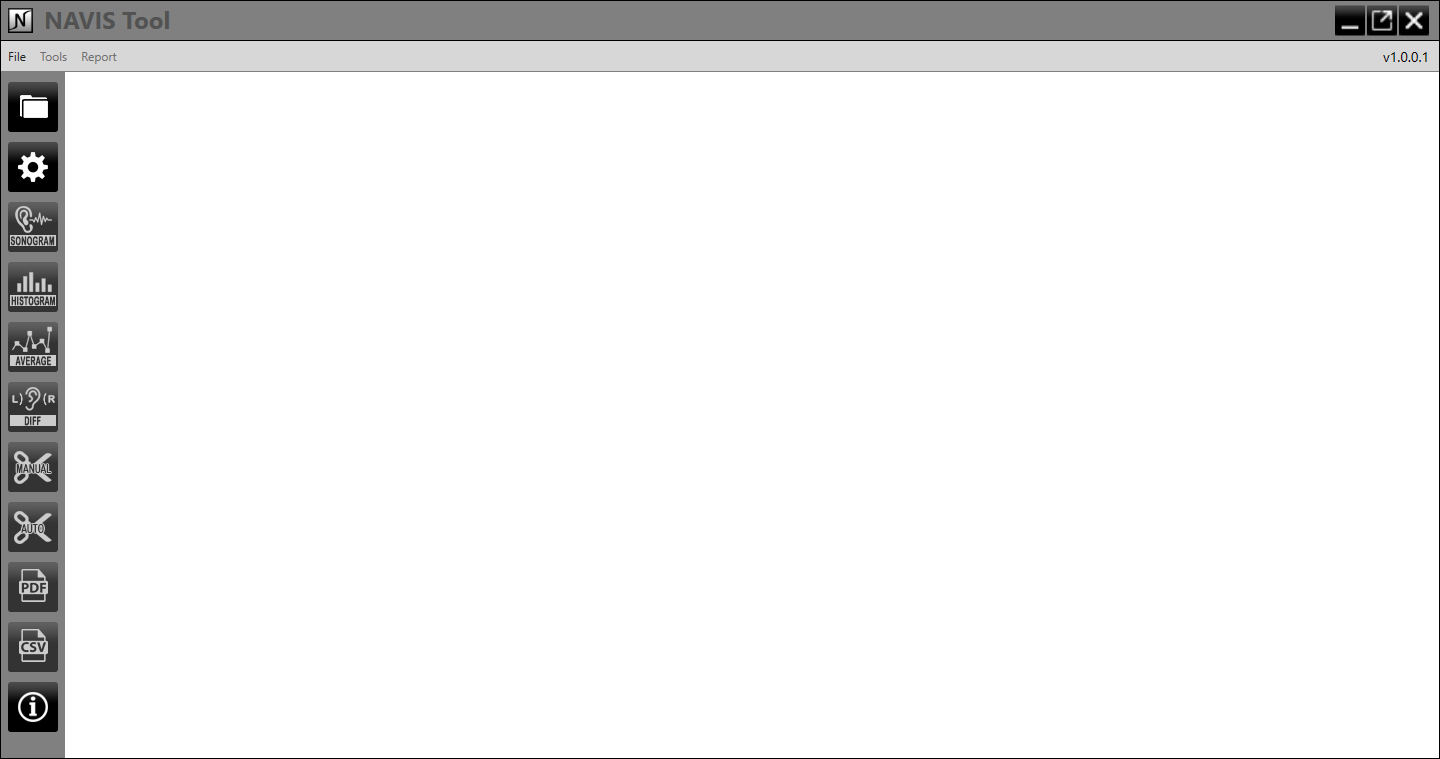 N NAVIS Tool
File Tools Report v1.0.0.1
SONOGRAM
HISTOGRAM
AVERAGE
L) (R
DIFF
MANUAL
AUTO
PDF
CSV
i